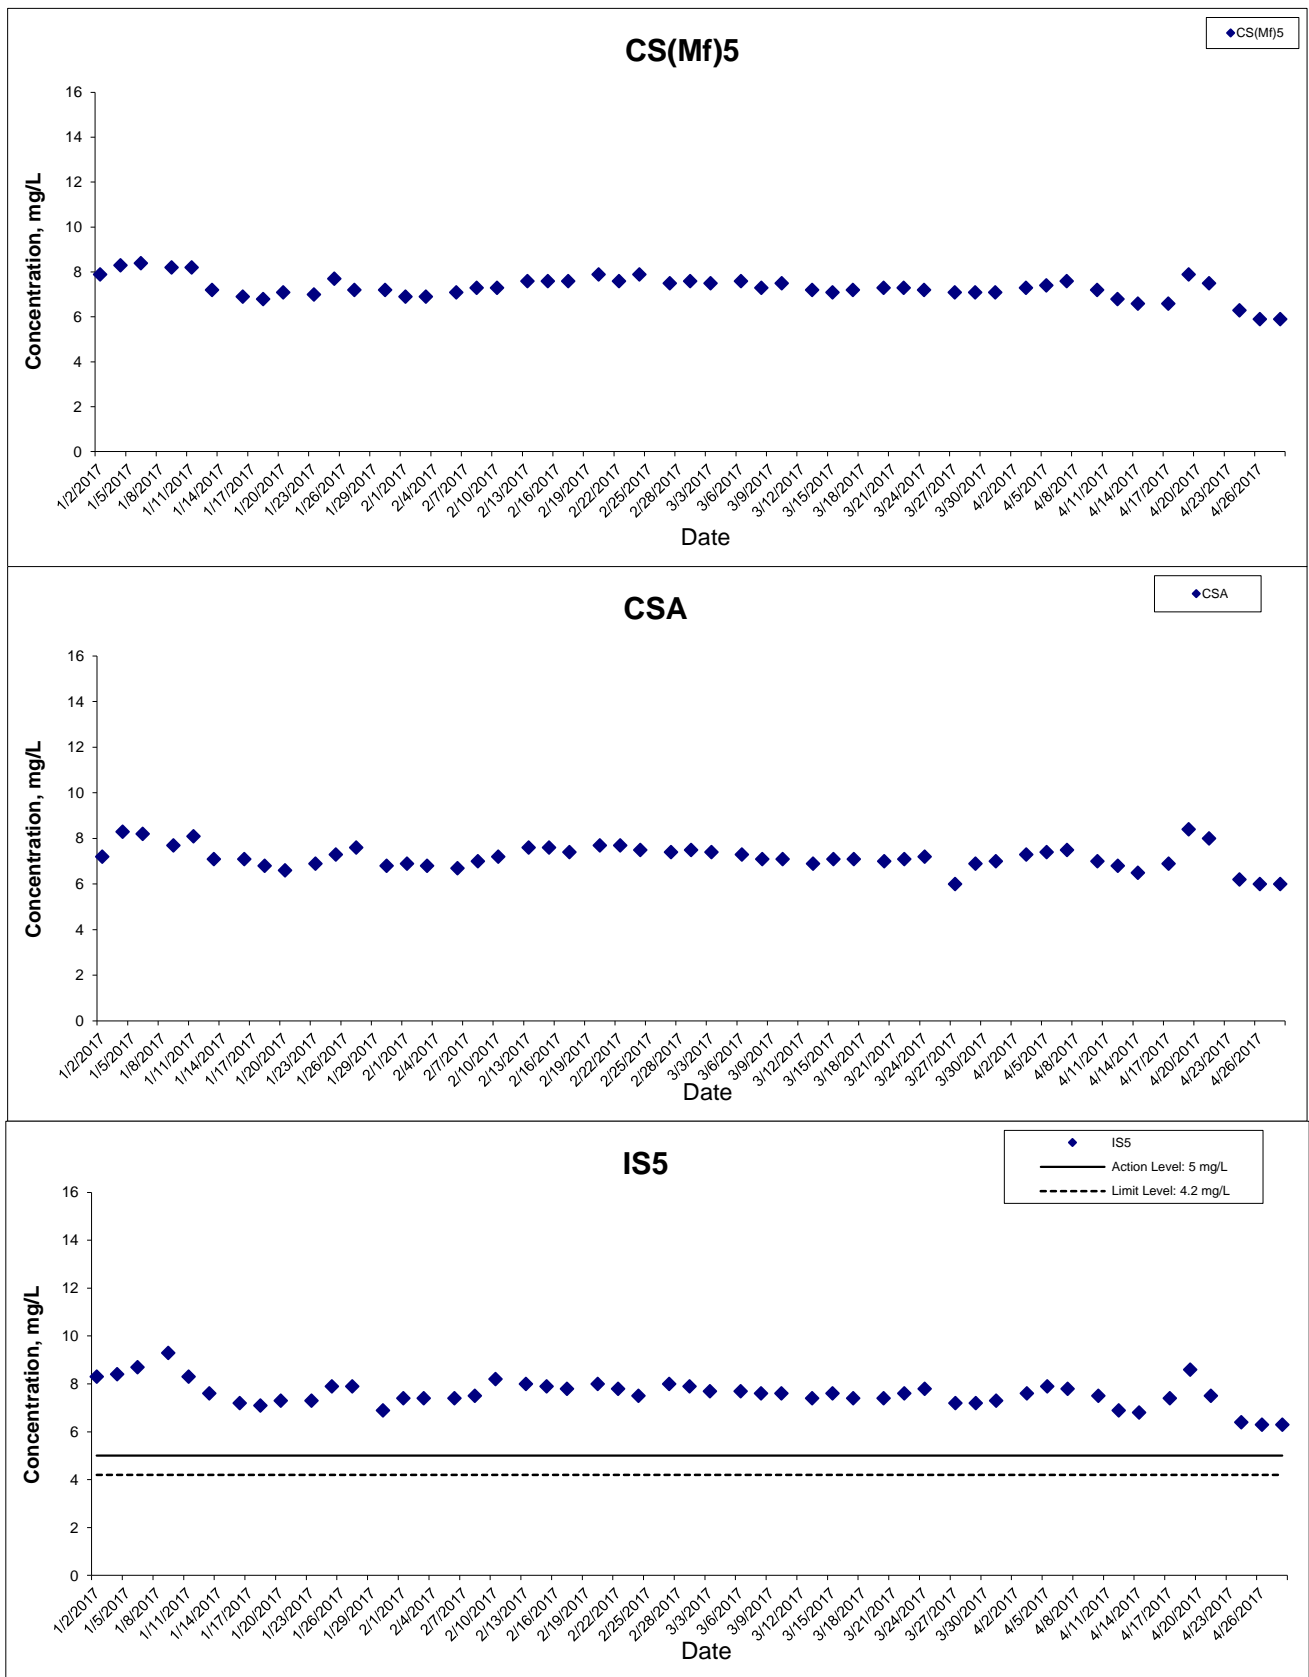 CS(Mf)5
CS(Mf)5
Concentration, mg/L
16
14
12
10
8
6
4
2
0
1/2/2017 1/5/2017 1/8/2017 1/11/2017 1/14/2017 1/17/2017 1/20/2017 1/23/2017 1/26/2017 1/29/2017 2/1/2017 2/4/2017 2/7/2017 2/10/2017 2/13/2017 2/16/2017 2/19/2017 2/22/2017 2/25/2017 2/28/2017 3/3/2017 3/6/2017 3/9/2017 3/12/2017 3/15/2017 3/18/2017 3/21/2017 3/24/2017 3/27/2017 3/30/2017 4/2/2017 4/5/2017 4/8/2017 4/11/2017 4/14/2017 4/17/2017 4/20/2017 4/23/2017 4/26/2017
Date
CSA
CSA
Concentration, mg/L
16
14
12
10
8
6
4
2
0
1/2/2017 1/5/2017 1/8/2017 1/11/2017 1/14/2017 1/17/2017 1/20/2017 1/23/2017 1/26/2017 1/29/2017 2/1/2017 2/4/2017 2/7/2017 2/10/2017 2/13/2017 2/16/2017 2/19/2017 2/22/2017 2/25/2017 2/28/2017 3/3/2017 3/6/2017 3/9/2017 3/12/2017 3/15/2017 3/18/2017 3/21/2017 3/24/2017 3/27/2017 3/30/2017 4/2/2017 4/5/2017 4/8/2017 4/11/2017 4/14/2017 4/17/2017 4/20/2017 4/23/2017 4/26/2017
Date
IS5
IS5
Action Level: 5 mg/L
Limit Level: 4.2 mg/L
Concentration, mg/L
16
14
12
10
8
6
4
2
0
1/2/2017 1/5/2017 1/8/2017 1/11/2017 1/14/2017 1/17/2017 1/20/2017 1/23/2017 1/26/2017 1/29/2017 2/1/2017 2/4/2017 2/7/2017 2/10/2017 2/13/2017 2/16/2017 2/19/2017 2/22/2017 2/25/2017 2/28/2017 3/3/2017 3/6/2017 3/9/2017 3/12/2017 3/15/2017 3/18/2017 3/21/2017 3/24/2017 3/27/2017 3/30/2017 4/2/2017 4/5/2017 4/8/2017 4/11/2017 4/14/2017 4/17/2017 4/20/2017 4/23/2017 4/26/2017
Date